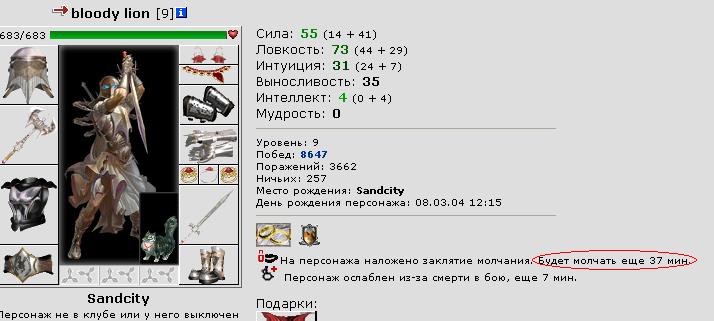 bloody lion [9]
683/683
Сила: 55 (14 + 41)
Ловкость: 73 (44 + 29)
Интуиция: 31 (24 + 7)
Выносливость: 35
Интеллект: 4 (0 + 4)
Мудрость: 0
Уровень: 9
Побед: 8647
Поражений: 3662
Ничьих: 257
Место рождения: Sandcity
День рождения персонажа: 08.03.04 12:15
На персонажа наложено заклятие молчания. Будет молчать еще 37 мин.
Персонаж ослаблен из-за смерти в бою, еще 7 мин.
Подарки:
Sandcity
Персонаж не в клубе или у него выключен